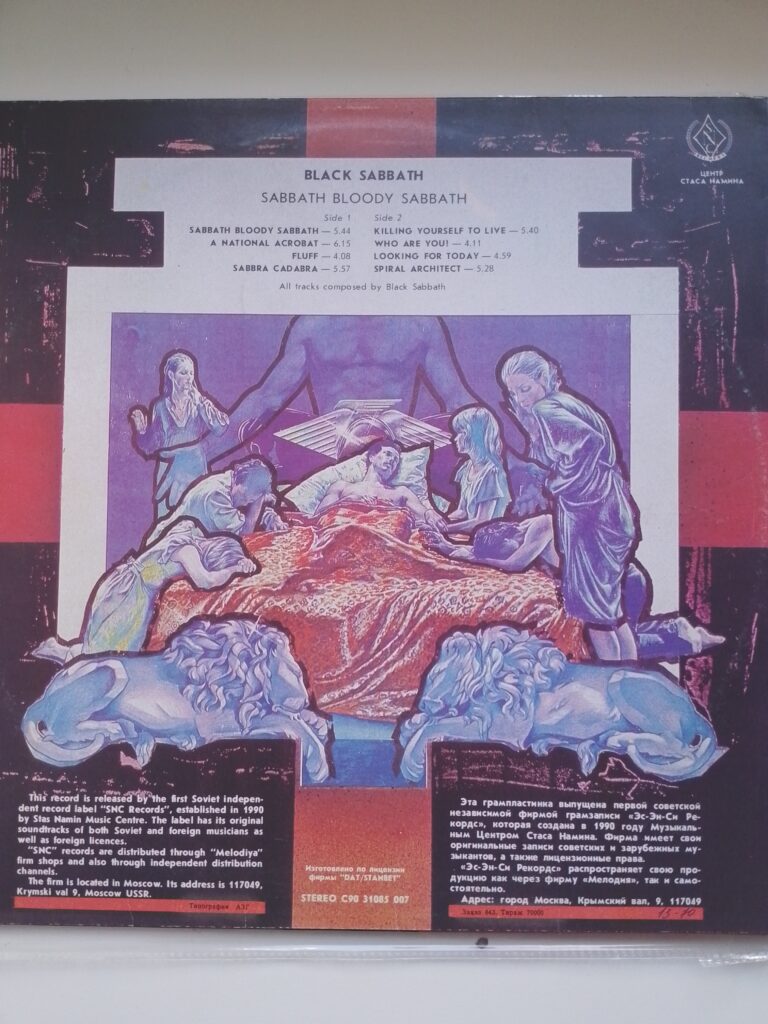 ЦЕНТР
СТАСА НАМИНА
BLACK SABBATH
SABBATH BLOODY SABBATH
Side 1
SABBATH BLOODY SABBATH — 5.44
A NATIONAL ACROBAT — 6.15
FLUFF — 4.08
SABBRA CADABRA — 5.57
Side 2
KILLING YOURSELF TO LIVE — 5.40
WHO ARE YOU! — 4.11
LOOKING FOR TODAY — 4.59
SPIRAL ARCHITECT — 5.28
All tracks composed by Black Sabbath
This record is released by the first Soviet indepen-
dent record label "SNC Records", established in 1990
by Stas Namin Music Centre. The label has its original
soundtracks of both Soviet and foreign musicians as
well as foreign licences.
"SNC" records are distributed through "Melodiya"
firm shops and also through independent distribution
channels.
The firm is located in Moscow. Its address is 117049,
Krymski val 9, Moscow USSR.
Типография АЗГ
Изготовлено по лицензии
фирмы "DAT/STANBET"
STEREO C90 31085 007
Эта грампластинка выпущена первой советской
независимой фирмой грамзаписи «Эс-Эн-Си Ре-
кордс», которая создана в 1990 году Музыкаль-
ным Центром Стаса Намина. Фирма имеет свои
оригинальные записи советских и зарубежных му-
зыкантов, а также лицензионные права.
«Эс-Эн-Си Рекордс» распространяет свою про-
дукцию как через фирму «Мелодия», так и само-
стоятельно.
Адрес: город Москва, Крымский вал, 9, 117049
Заказ 643. Тираж 70000